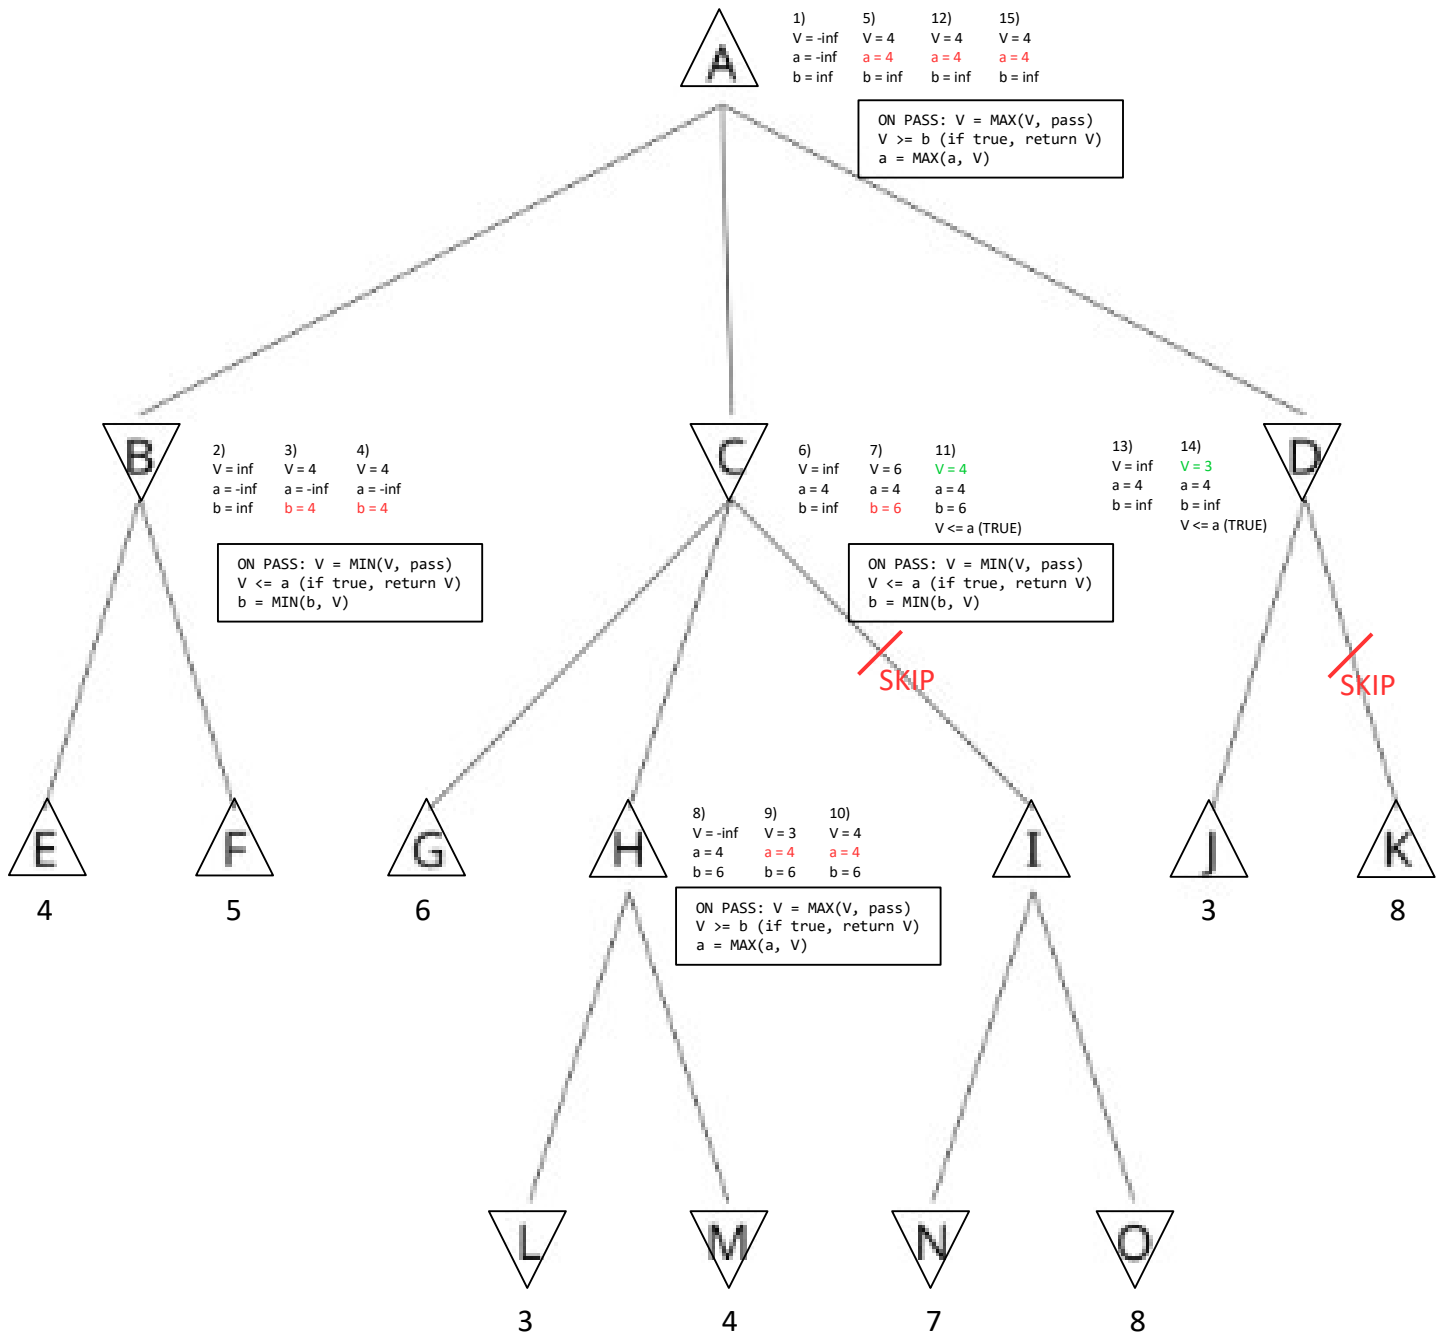 A
1) 5) 12) 15)
V = -inf V = 4 V = 4 V = 4
a = -inf a = 4 a = 4 a = 4
b = inf b = inf b = inf b = inf
ON PASS: V = MAX(V, pass)
V >= b (if true, return V)
a = MAX(a, V)
B
2) 3) 4)
V = inf V = 4 V = 4
a = -inf a = -inf a = -inf
b = inf b = 4 b = 4
ON PASS: V = MIN(V, pass)
V <= a (if true, return V)
b = MIN(b, V)
C
6) 7) 11)
V = inf V = 6 V = 4
a = 4 a = 4 a = 4
b = inf b = 6 b = 6
V <= a (TRUE)
ON PASS: V = MIN(V, pass)
V <= a (if true, return V)
b = MIN(b, V)
D
13) 14)
V = inf V = 3
a = 4 a = 4
b = inf b = inf
V <= a (TRUE)
SKIP
SKIP
E F G H I J K
8) 9) 10)
V = -inf V = 3 V = 4
a = 4 a = 4 a = 4
b = 6 b = 6 b = 6
4 5 6 3 8
ON PASS: V = MAX(V, pass)
V >= b (if true, return V)
a = MAX(a, V)
L M N O
3 4 7 8